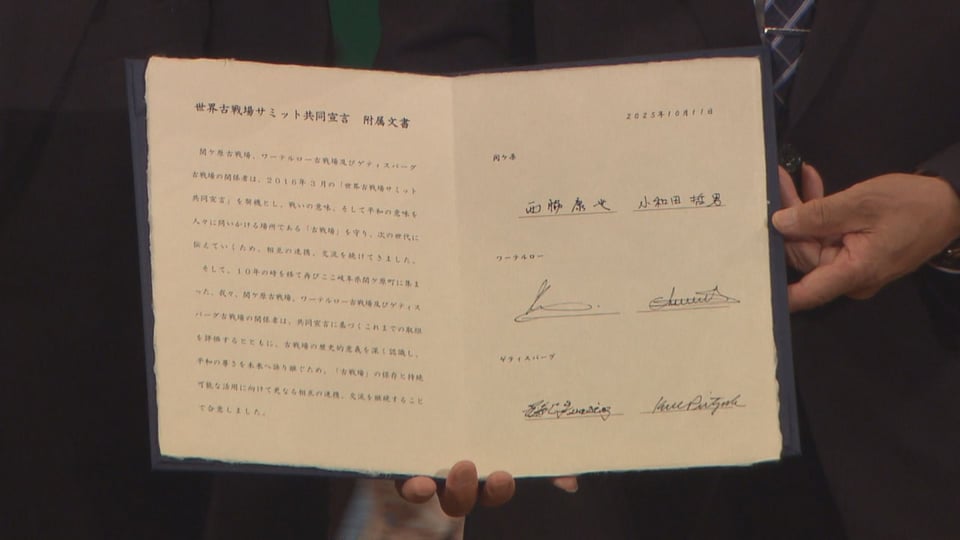 世界古戦場サミット共同宣言　附属文書
関ケ原古戦場、ワーテルロー古戦場及びゲティスバーグ
古戦場の関係者は、2016年3月の「世界古戦場サミット
共同宣言」を契機とし、戦いの意味、そして平和の意味を
人々に問いかける場所である「古戦場」を守り、次の世代に
伝えていくため、相互の連携、交流を続けてきました。
そして、10年の時を経て再びここ岐阜県関ケ原町に集ま
った、我々、関ケ原古戦場、ワーテルロー古戦場及びゲティス
バーグ古戦場の関係者は、共同宣言に基づくこれまでの取組
を評価するとともに、古戦場の歴史的意義を深く認識し、
平和の尊さを未来へ語り継ぐため、「古戦場」の保存と持続
可能な活用に向けて更なる相互の連携、交流を継続すること
で合意しました。
2025年10月11日
関ケ原
西脇康世　小和田哲男
ワーテルロー
ゲティスバーグ